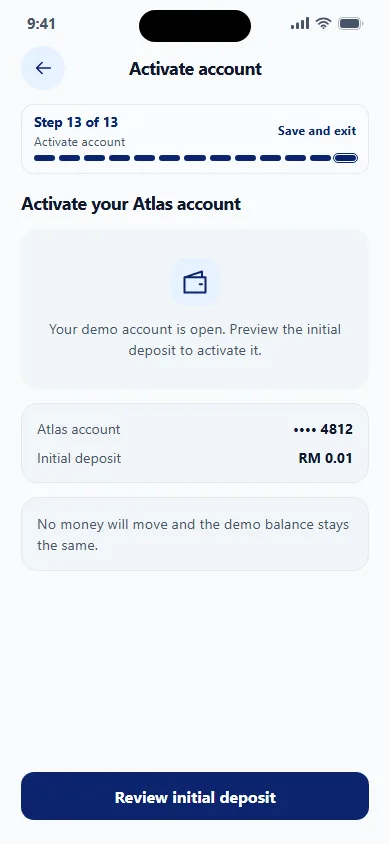 9:41
Activate account
Step 13 of 13
Save and exit
Activate account
Activate your Atlas account
Your demo account is open. Preview the initial
deposit to activate it.
Atlas account
•••• 4812
Initial deposit
RM 0.01
No money will move and the demo balance stays
the same.
Review initial deposit